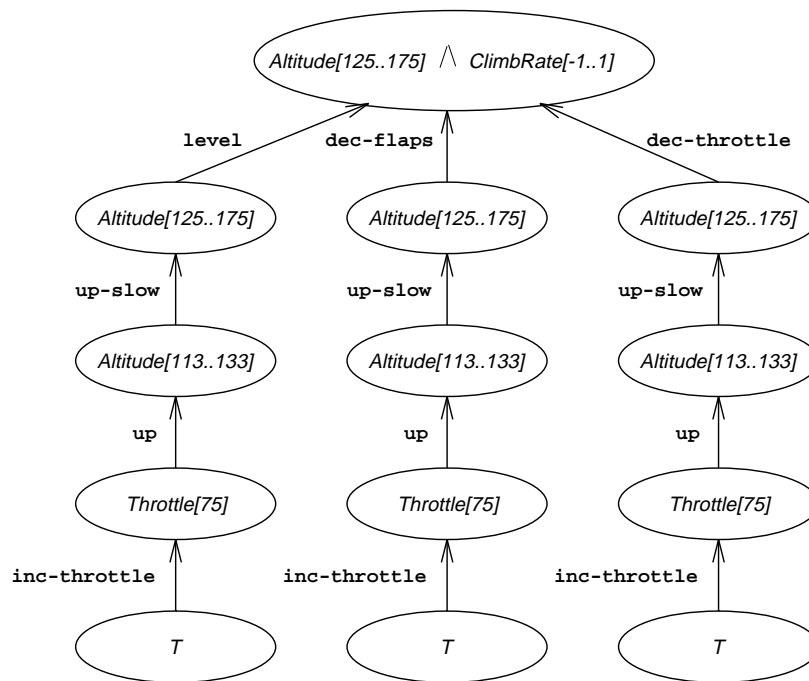 Altitude[125..175] ∧ ClimbRate[-1..1]
level dec-flaps dec-throttle
Altitude[125..175] Altitude[125..175] Altitude[125..175]
up-slow up-slow up-slow
Altitude[113..133] Altitude[113..133] Altitude[113..133]
up up up
Throttle[75] Throttle[75] Throttle[75]
inc-throttle inc-throttle inc-throttle
T T T